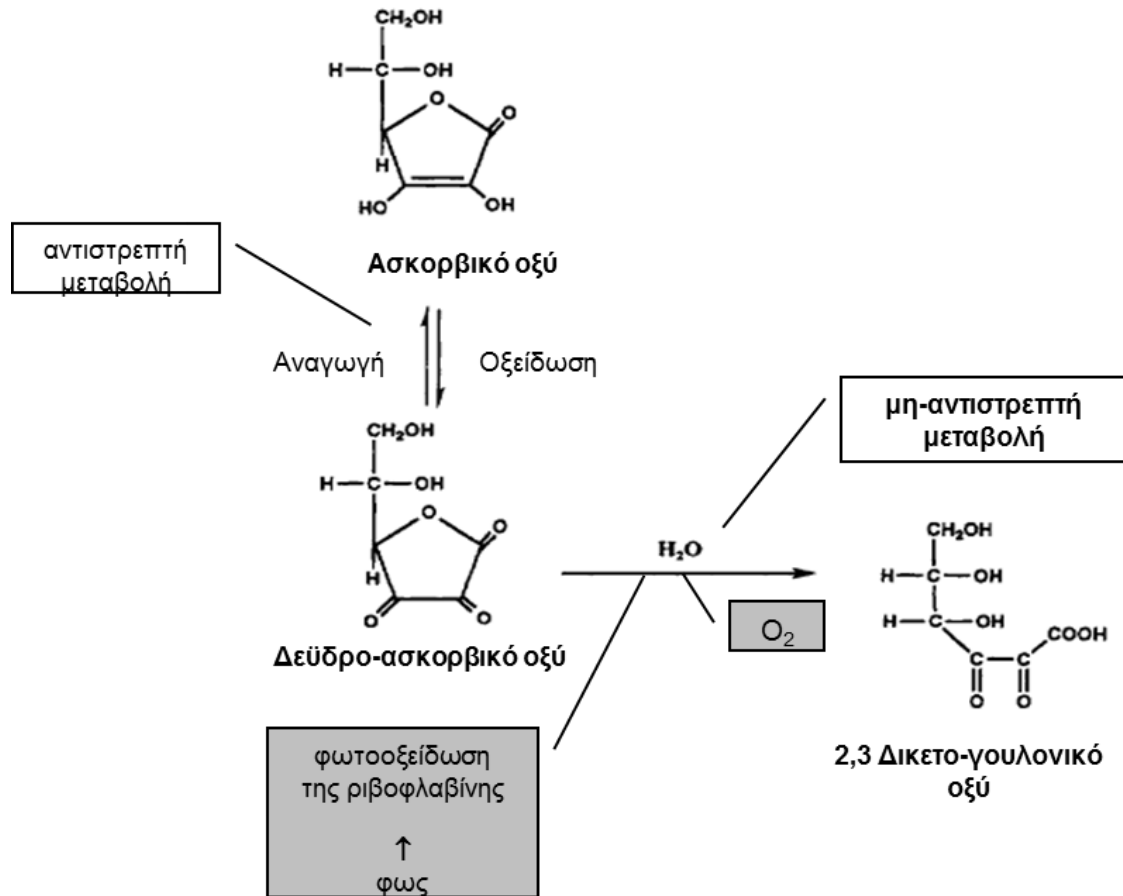 CH₂OH
H–C–OH
O
O
H
HO
OH
Ασκορβικό οξύ
αντιστρεπτή
μεταβολή
Αναγωγή
Οξείδωση
μη-αντιστρεπτή
μεταβολή
CH₂OH
H–C–OH
O
O
H
O
O
Δεϋδρο-ασκορβικό οξύ
H₂O
O₂
φωτοοξείδωση
της ριβοφλαβίνης
↑
φως
CH₂OH
H–C–OH
H–C–OH
COOH
C–C
O O
2,3 Δικετο-γουλονικό
οξύ